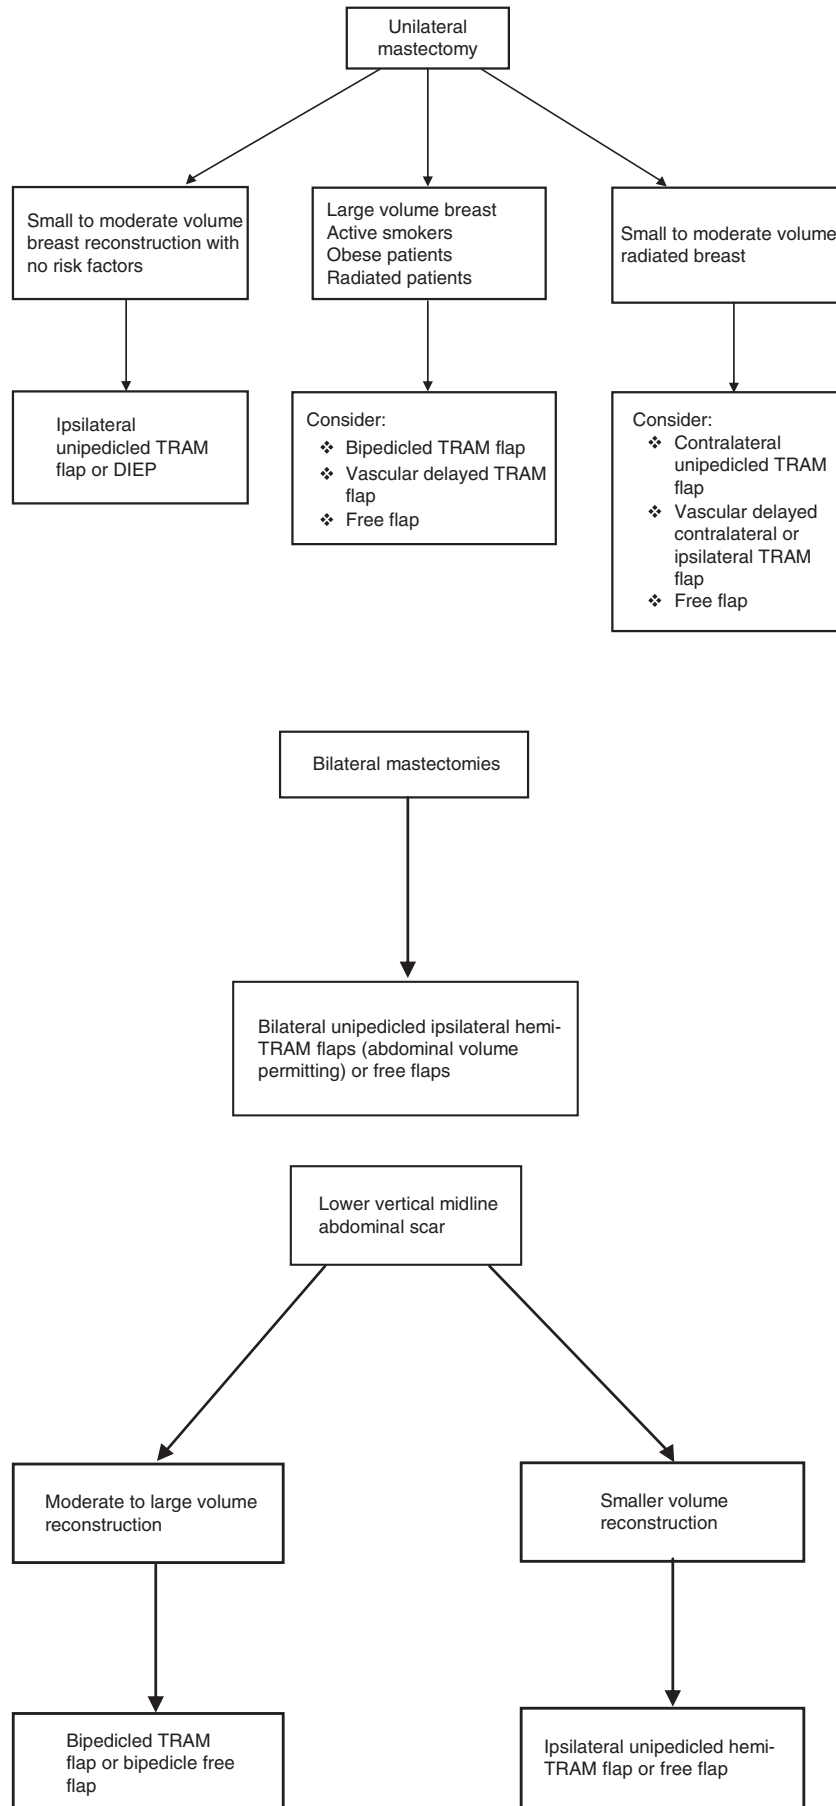 Unilateral
mastectomy
Small to moderate volume
breast reconstruction with
no risk factors
Large volume breast
Active smokers
Obese patients
Radiated patients
Small to moderate volume
radiated breast
Ipsilateral
unipedicled TRAM
flap or DIEP
Consider:
❖ Bipedicled TRAM flap
❖ Vascular delayed TRAM
flap
❖ Free flap
Consider:
❖ Contralateral
unipedicled TRAM
flap
❖ Vascular delayed
contralateral or
ipsilateral TRAM
flap
❖ Free flap
Bilateral mastectomies
Bilateral unipedicled ipsilateral hemi-
TRAM flaps (abdominal volume
permitting) or free flaps
Lower vertical midline
abdominal scar
Moderate to large volume
reconstruction
Smaller volume
reconstruction
Bipedicled TRAM
flap or bipedicle free
flap
Ipsilateral unipedicled hemi-
TRAM flap or free flap